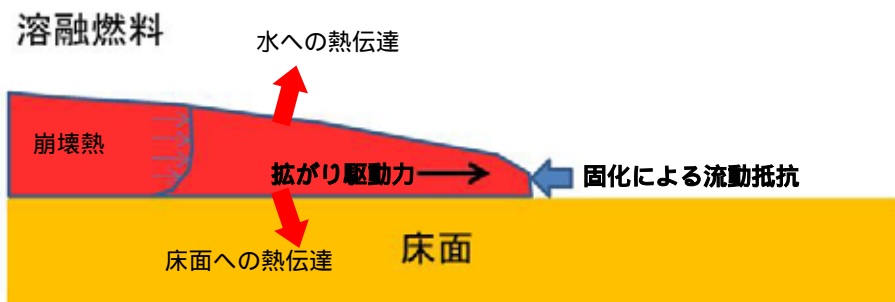 溶融燃料
水への熱伝達
崩壊熱
拡がり駆動力
固化による流動抵抗
床面への熱伝達
床面